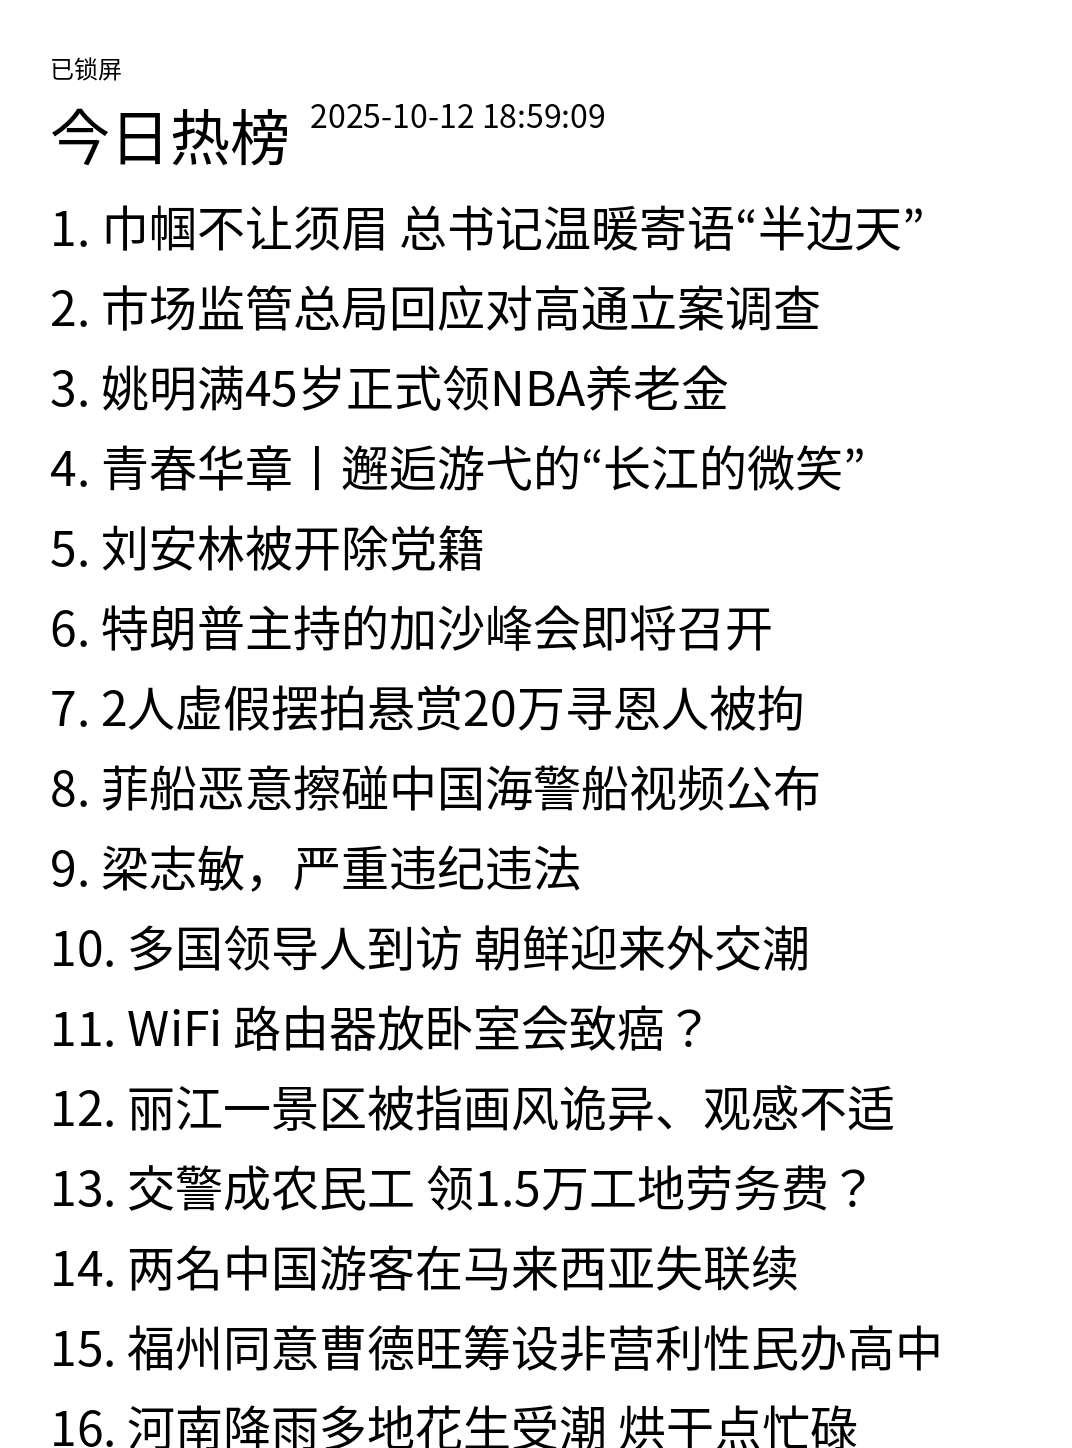 已锁屏
今日热榜 2025-10-12 18:59:09
1. 巾帼不让须眉 总书记温暖寄语“半边天”
2. 市场监管总局回应对高通立案调查
3. 姚明满45岁正式领NBA养老金
4. 青春华章丨邂逅游弋的“长江的微笑”
5. 刘安林被开除党籍
6. 特朗普主持的加沙峰会即将召开
7. 2人虚假摆拍悬赏20万寻恩人被拘
8. 菲船恶意擦碰中国海警船视频公布
9. 梁志敏，严重违纪违法
10. 多国领导人到访 朝鲜迎来外交潮
11. WiFi 路由器放卧室会致癌？
12. 丽江一景区被指画风诡异、观感不适
13. 交警成农民工 领1.5万工地劳务费？
14. 两名中国游客在马来西亚失联续
15. 福州同意曹德旺筹设非营利性民办高中
16. 河南降雨多地花生受潮 烘干点忙碌